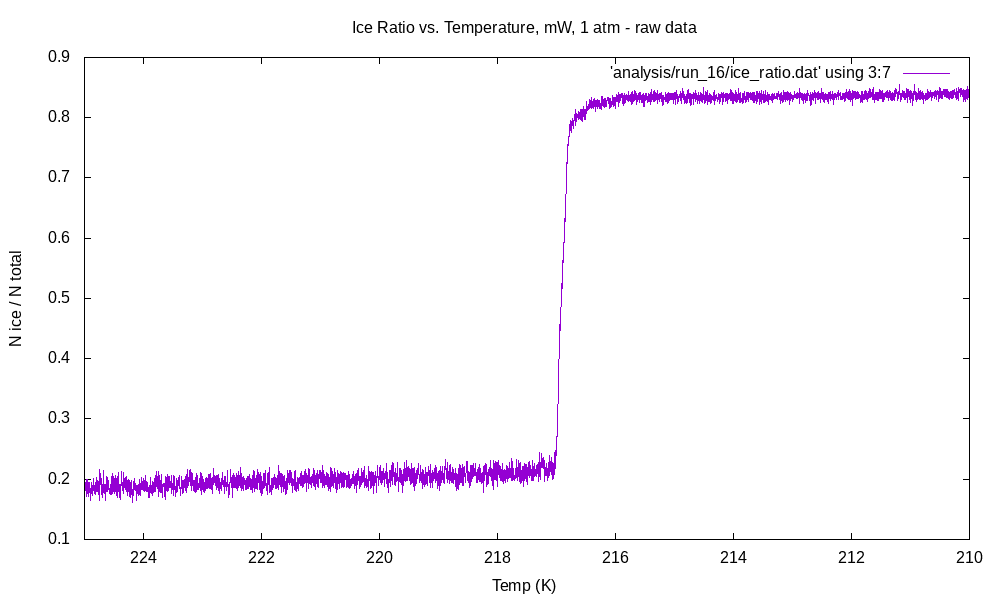 Ice Ratio vs. Temperature, mW, 1 atm - raw data
'analysis/run_16/ice_ratio.dat' using 3:7
0.9
0.8
0.7
0.6
0.5
0.4
0.3
0.2
0.1
N ice / N total
224 222 220 218 216 214 212 210
Temp (K)